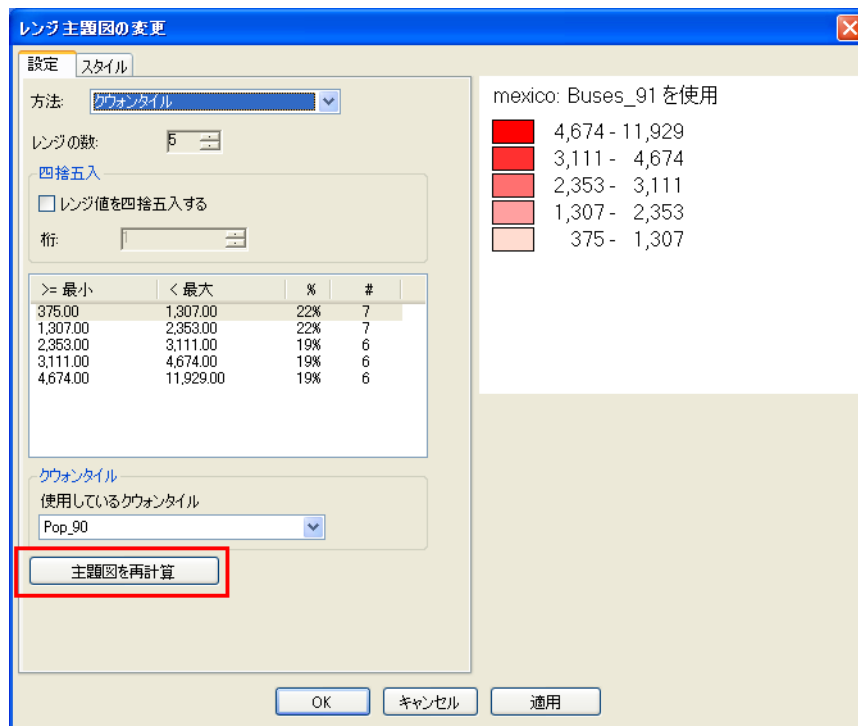 レンジ主題図の変更
設定 スタイル
方法: クウォンタイル
レンジの数: 5
四捨五入
レンジ値を四捨五入する
桁: 1
>= 最小 < 最大 % #
375.00 1,307.00 22% 7
1,307.00 2,353.00 22% 7
2,353.00 3,111.00 19% 6
3,111.00 4,674.00 19% 6
4,674.00 11,929.00 19% 6
クウォンタイル
使用しているクウォンタイル
Pop_90
主題図を再計算
mexico: Buses_91 を使用
4,674 - 11,929
3,111 - 4,674
2,353 - 3,111
1,307 - 2,353
375 - 1,307
OK キャンセル 適用